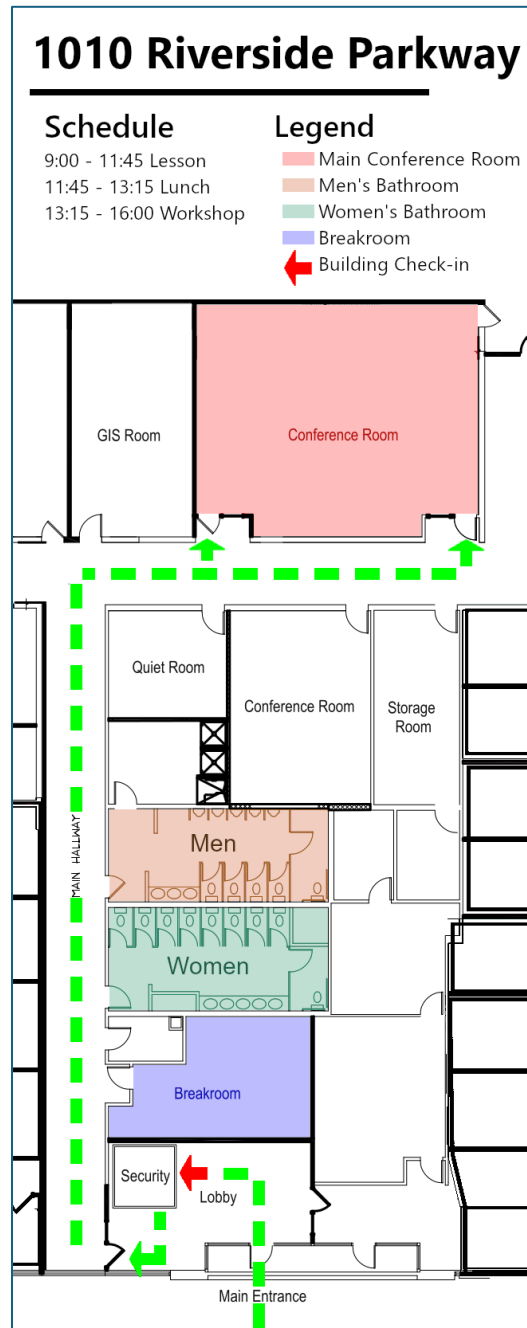 1010 Riverside Parkway
Schedule
9:00 - 11:45 Lesson
11:45 - 13:15 Lunch
13:15 - 16:00 Workshop
Legend
Main Conference Room
Men's Bathroom
Women's Bathroom
Breakroom
Building Check-in
GIS Room
Conference Room
Quiet Room
Conference Room
Storage
Room
MAIN HALLWAY
Men
Women
Breakroom
Security
Lobby
Main Entrance